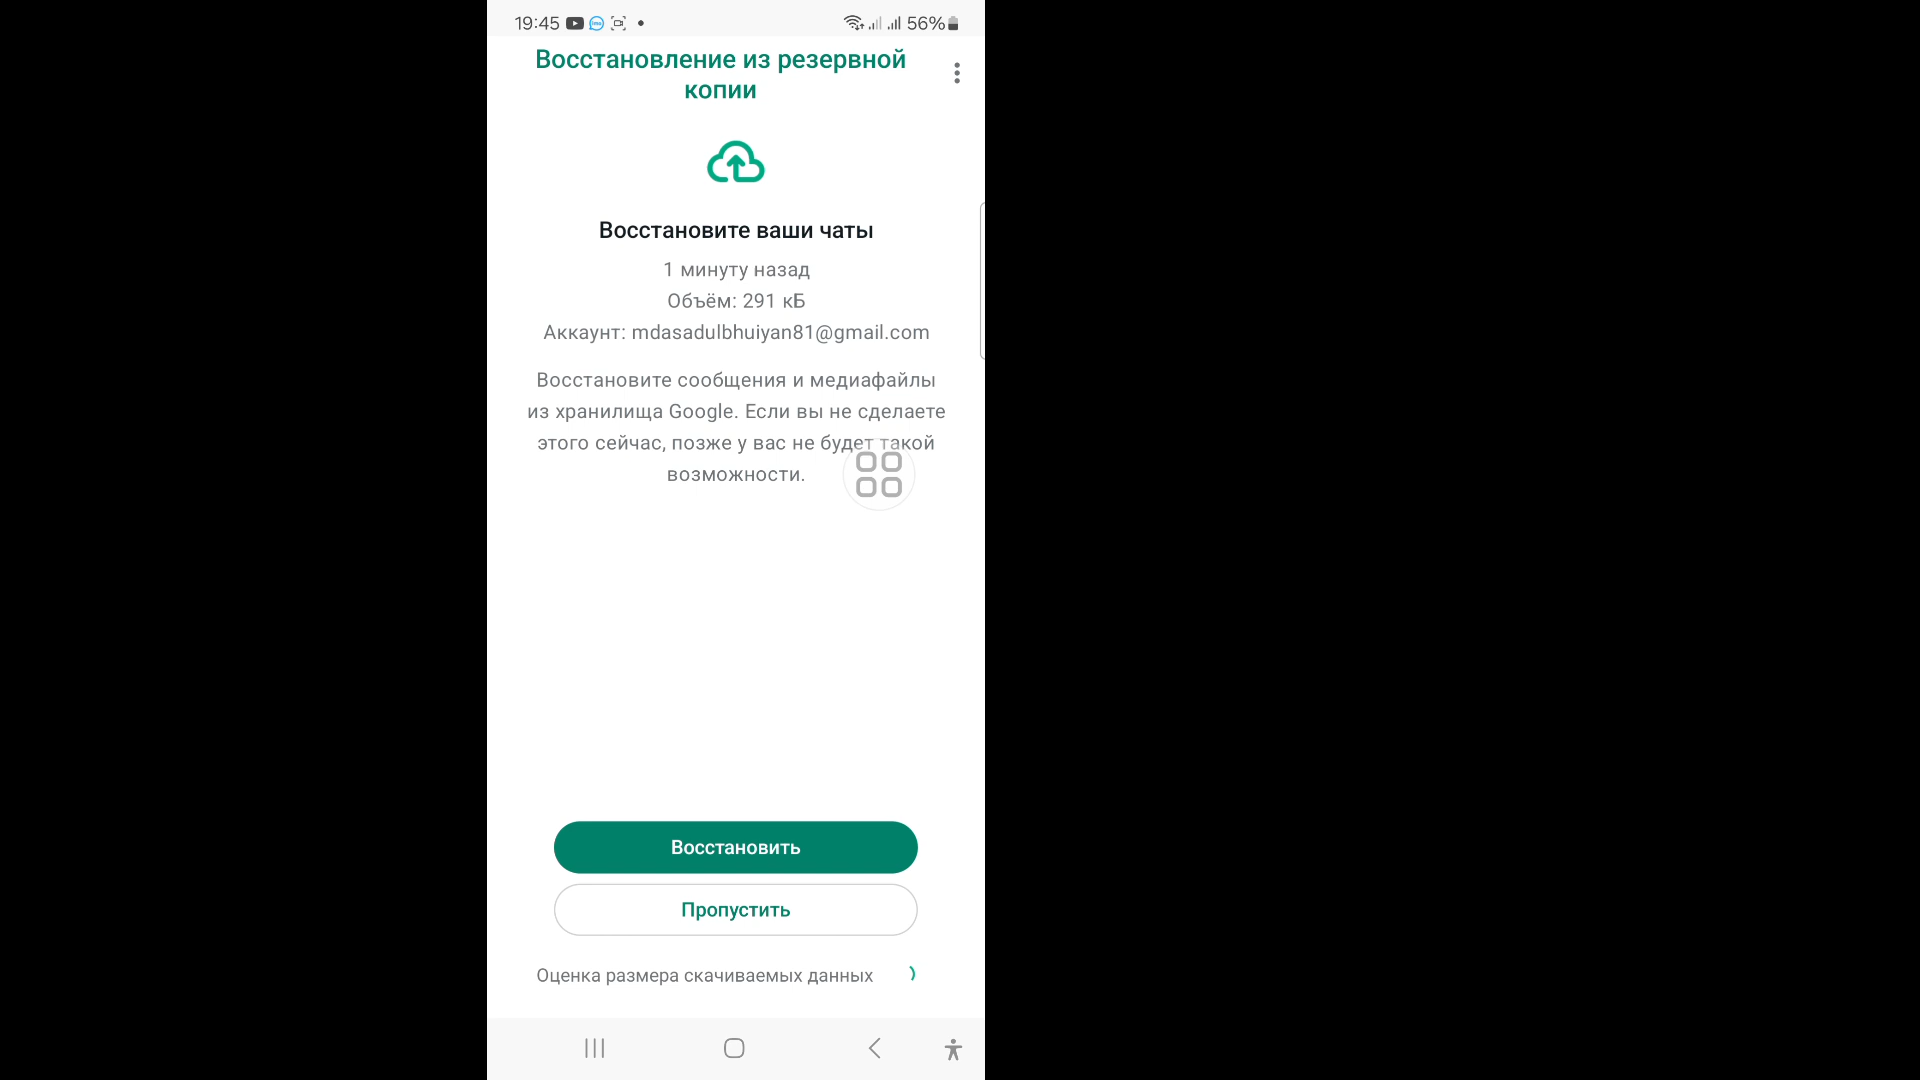 19:45
56%
Восстановление из резервной
копии
Восстановите ваши чаты
1 минуту назад
Объём: 291 кБ
Аккаунт: mdasadulbhuiyan81@gmail.com
Восстановите сообщения и медиафайлы
из хранилища Google. Если вы не сделаете
этого сейчас, позже у вас не будет такой
возможности.
Восстановить
Пропустить
Оценка размера скачиваемых данных